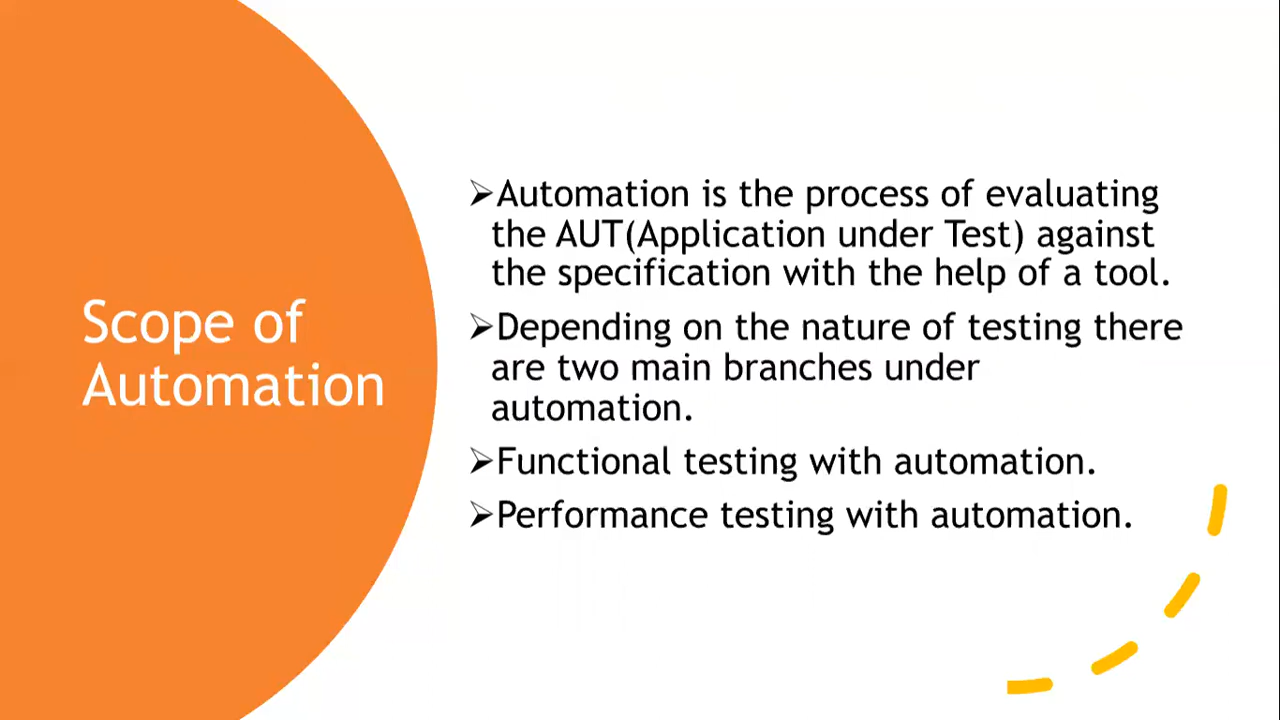 Scope of
Automation
➢Automation is the process of evaluating
the AUT(Application under Test) against
the specification with the help of a tool.
➢Depending on the nature of testing there
are two main branches under
automation.
➢Functional testing with automation.
➢Performance testing with automation.